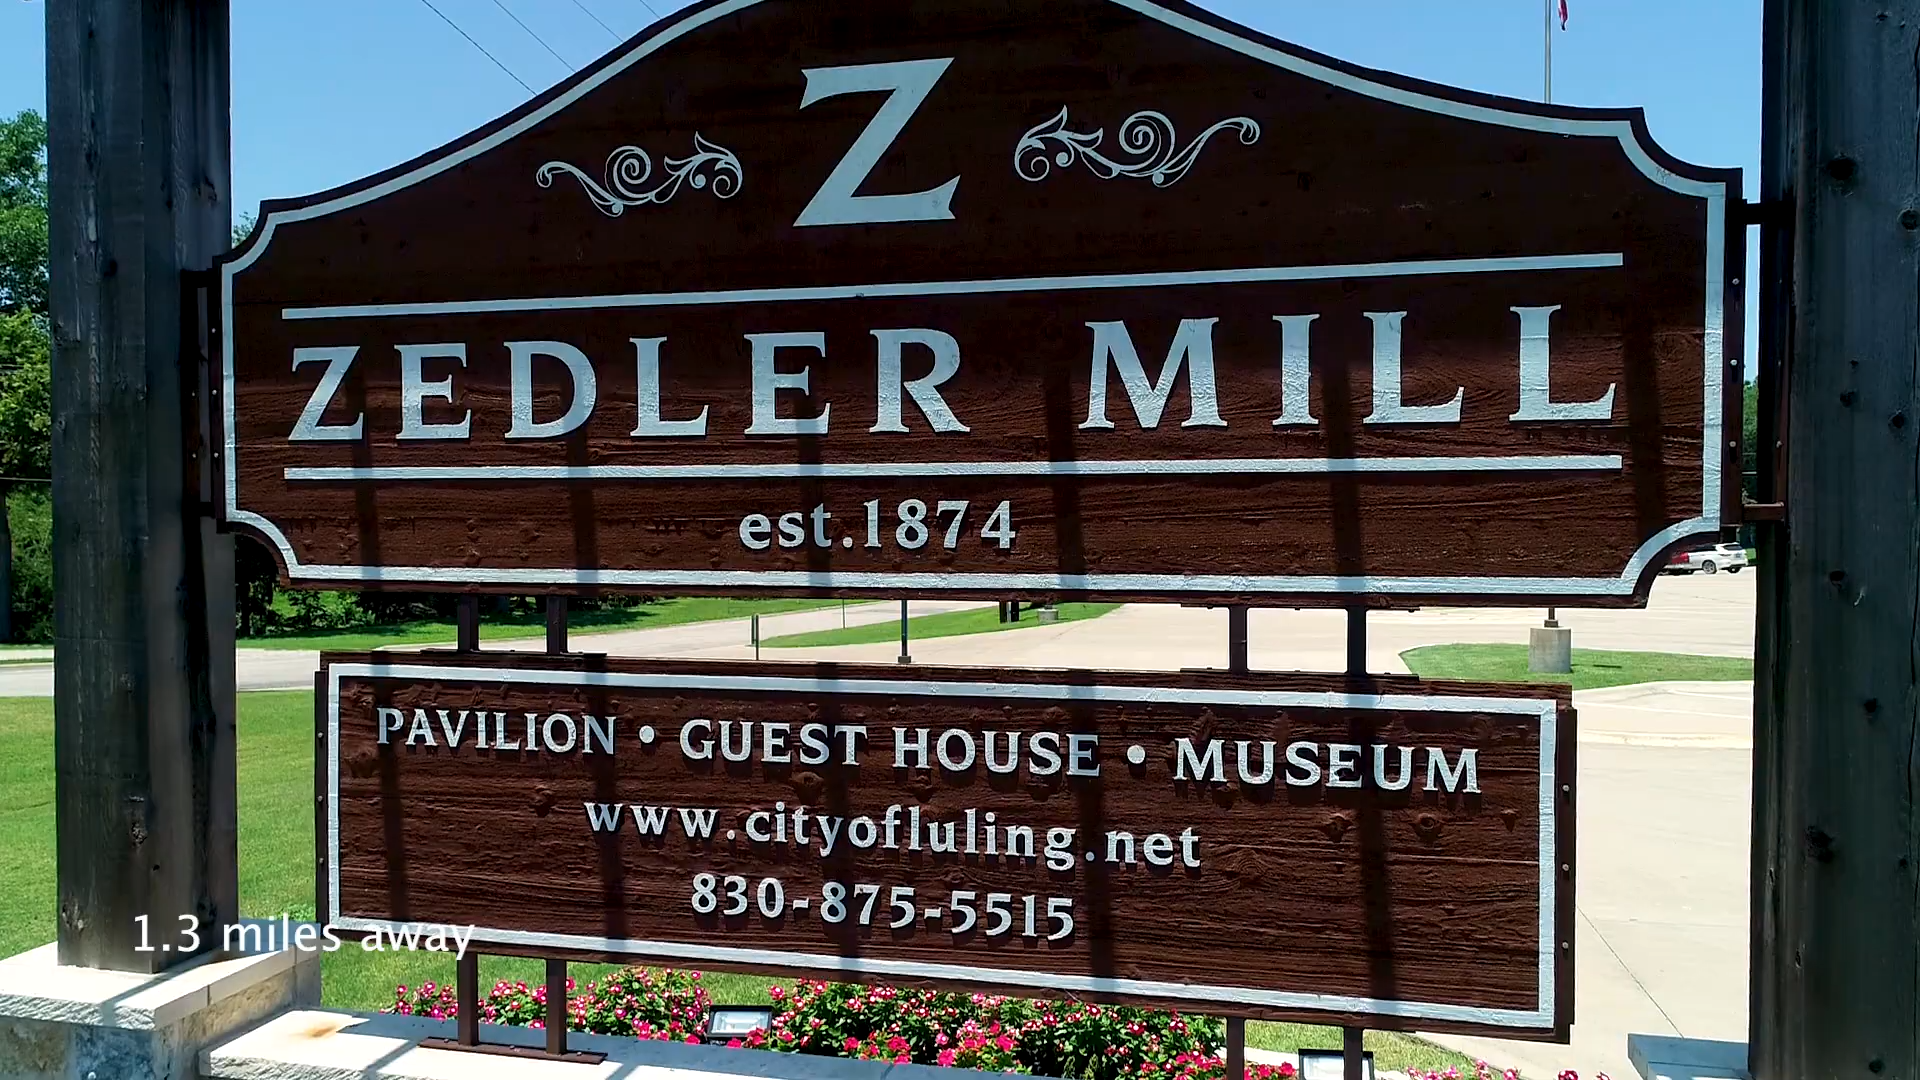 Z
ZEDLER MILL
est.1874
PAVILION • GUEST HOUSE • MUSEUM
www.cityofluling.net
830-875-5515
1.3 miles away